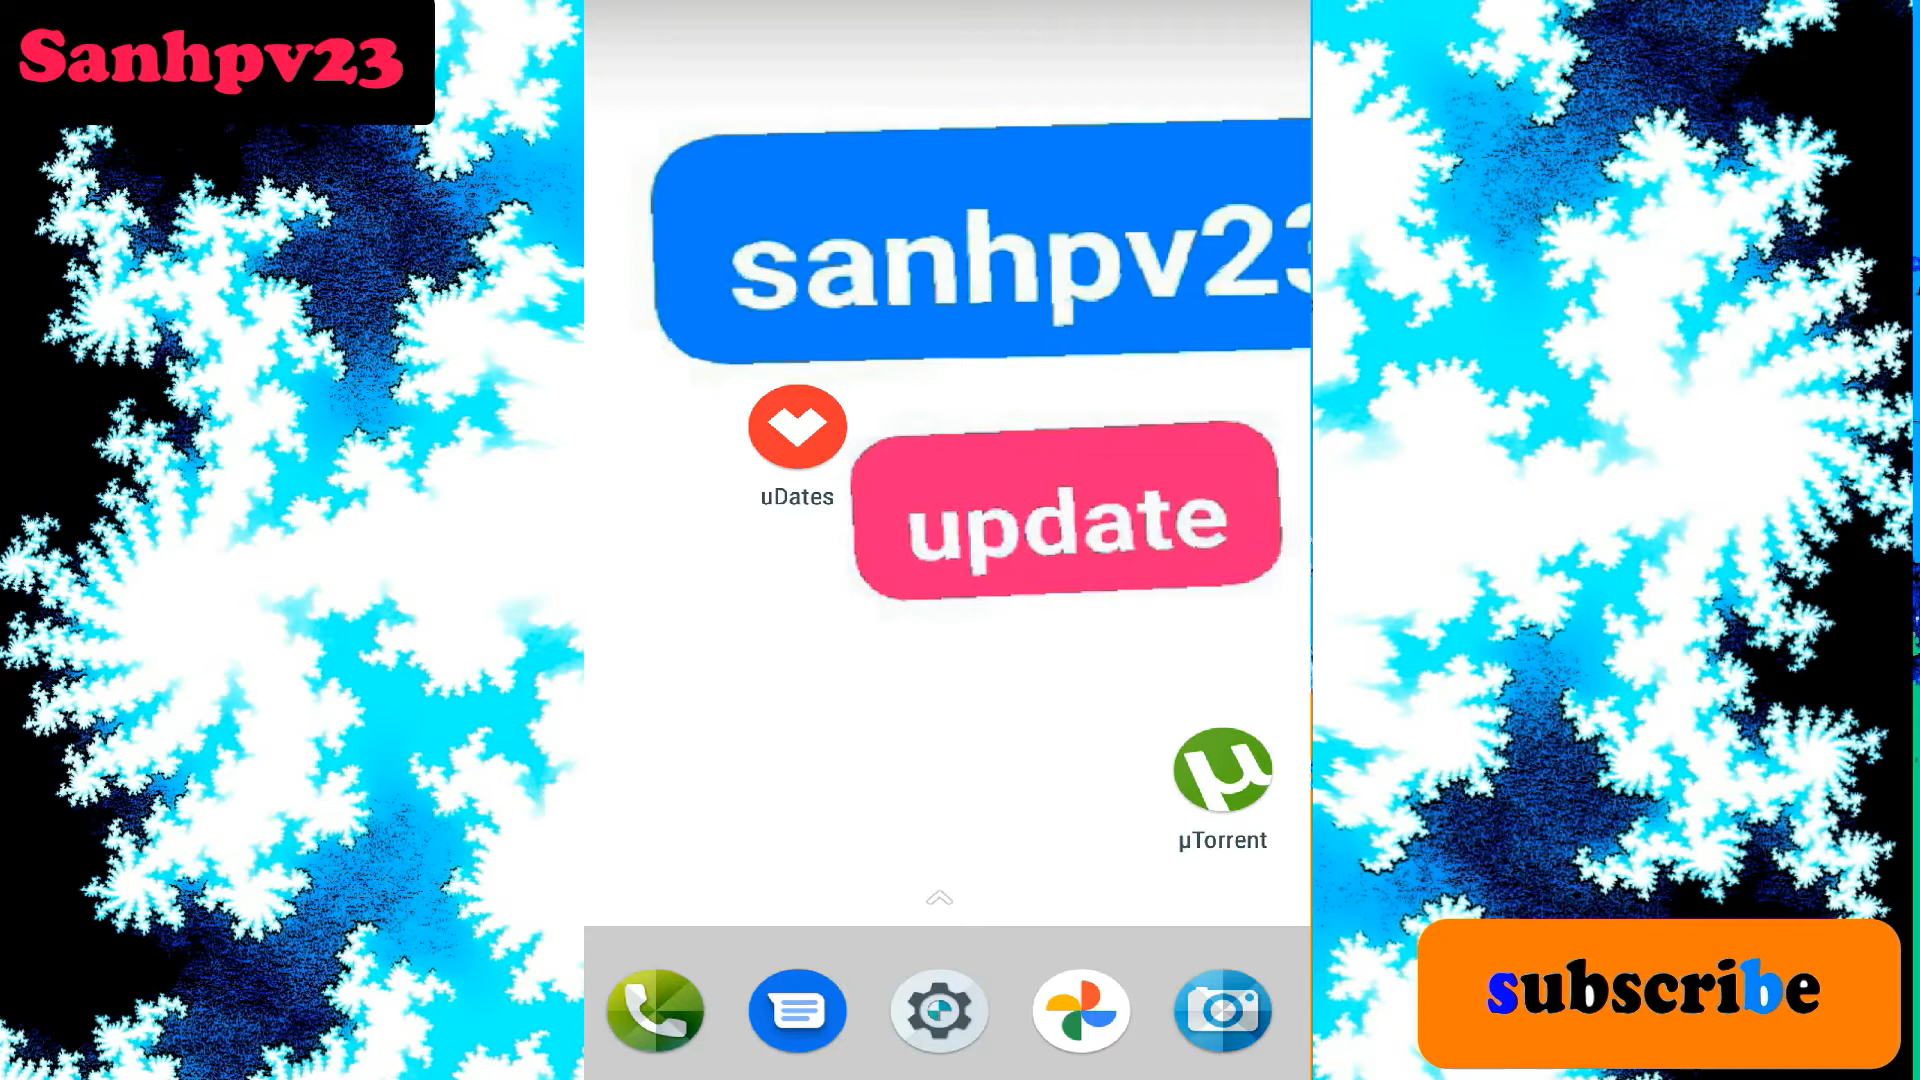 Sanhpv23
sanhpv23
uDates
update
µTorrent
subscribe